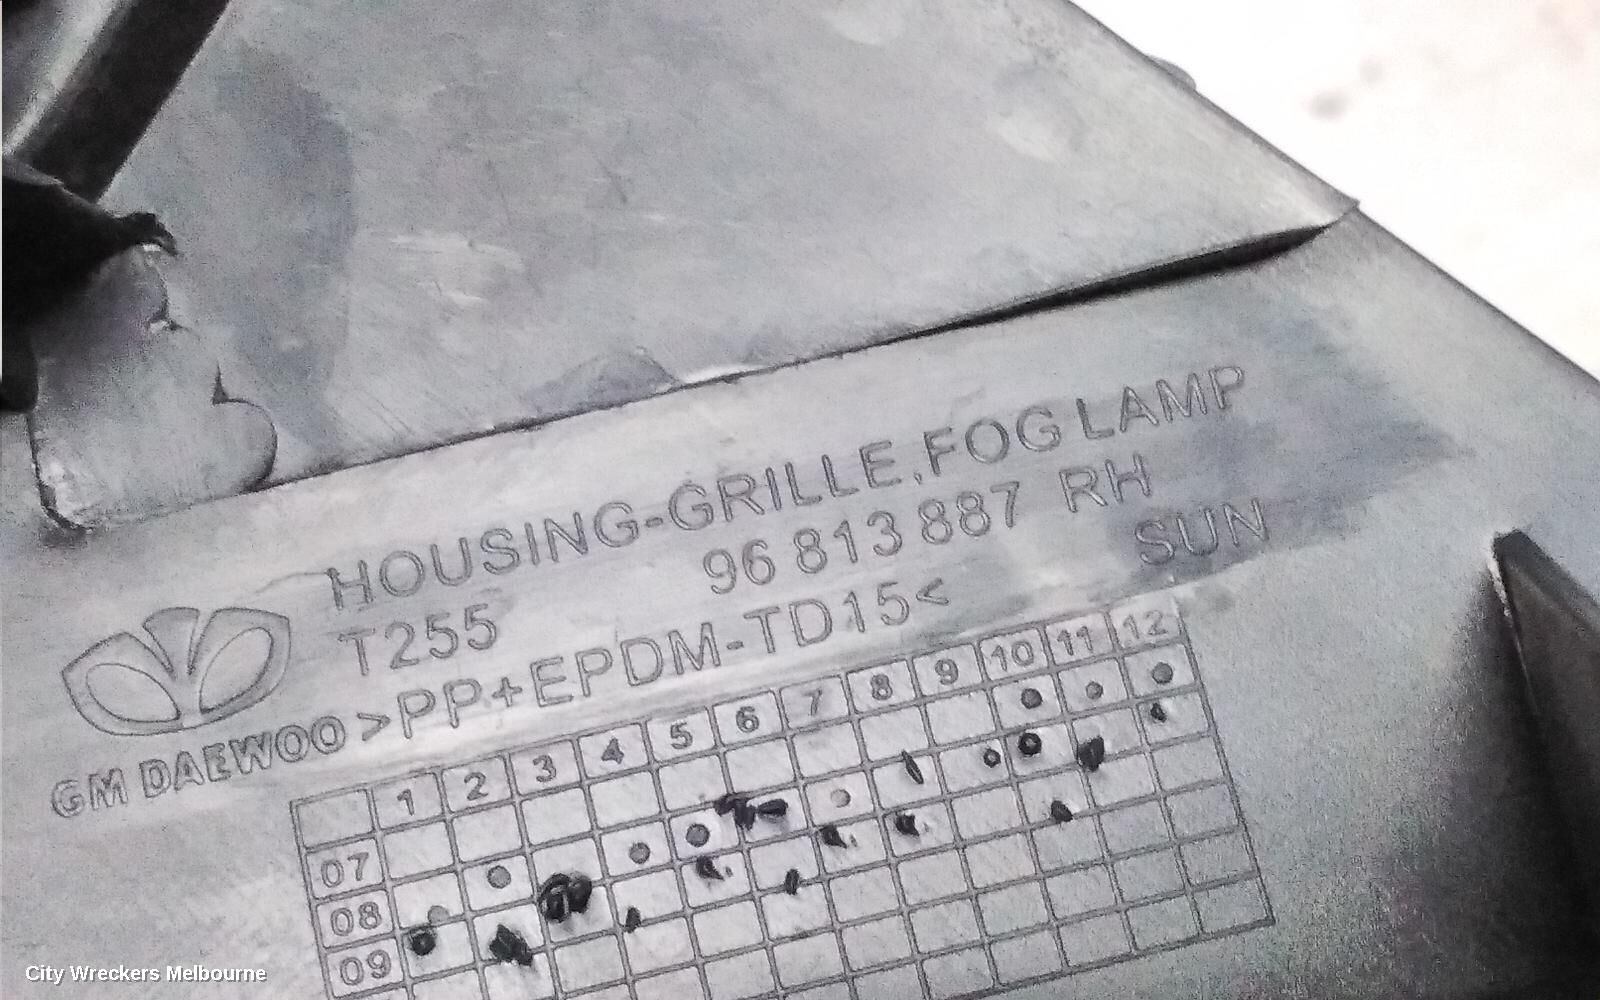 HOUSING-GRILLE,FOG LAMP
T255 96 813 887 RH
GM DAEWOO >PP+EPDM-TD15< SUN
1 2 3 4 5 6 7 8 9 10 11 12
07
08
09
City Wreckers Melbourne